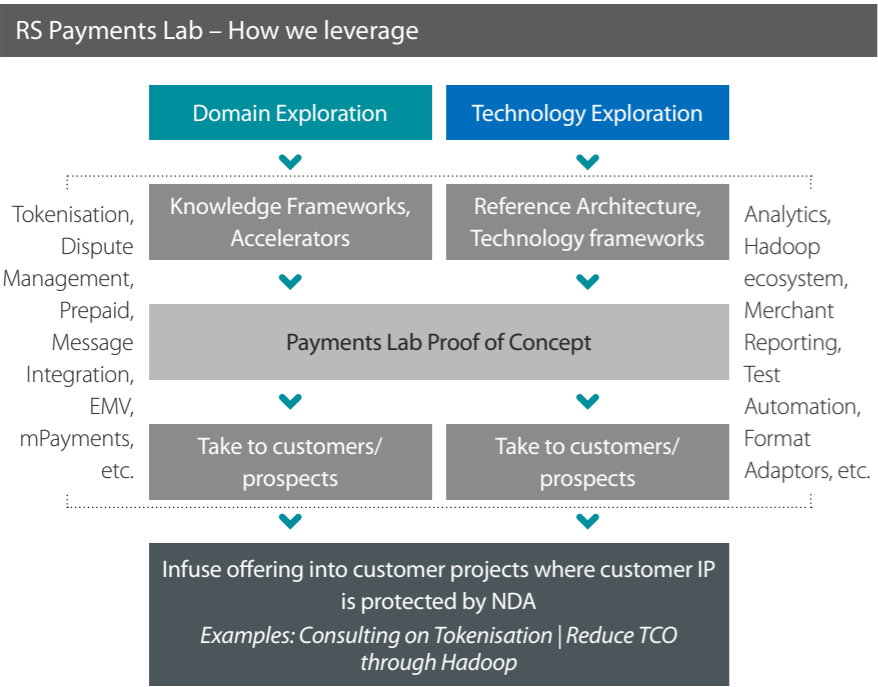 RS Payments Lab – How we leverage
Domain Exploration
Technology Exploration
Tokenisation,
Dispute
Management,
Prepaid,
Message
Integration,
EMV,
mPayments,
etc.
Knowledge Frameworks,
Accelerators
Reference Architecture,
Technology frameworks
Analytics,
Hadoop
ecosystem,
Merchant
Reporting,
Test
Automation,
Format
Adaptors, etc.
Payments Lab Proof of Concept
Take to customers/
prospects
Take to customers/
prospects
Infuse offering into customer projects where customer IP
is protected by NDA
Examples: Consulting on Tokenisation | Reduce TCO
through Hadoop